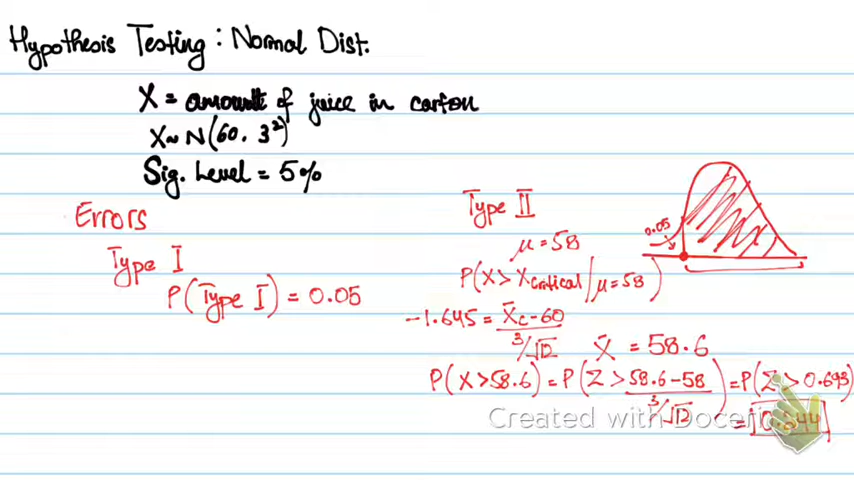 Hypothesis Testing : Normal Dist.
X = amounts of juice in carton
X~ N(60, 3²)
Sig. Level = 5%
Errors
Type I
P(Type I) = 0.05
Type II
μ = 58
P(X > X̄critical | μ = 58)
0.05
-1.645 = X̄c - 60
3/√12
X̄ = 58.6
P(X > 58.6) = P(Z > 58.6 - 58 / 3/√12) = P(Z > 0.693)
=
Created with Doceri